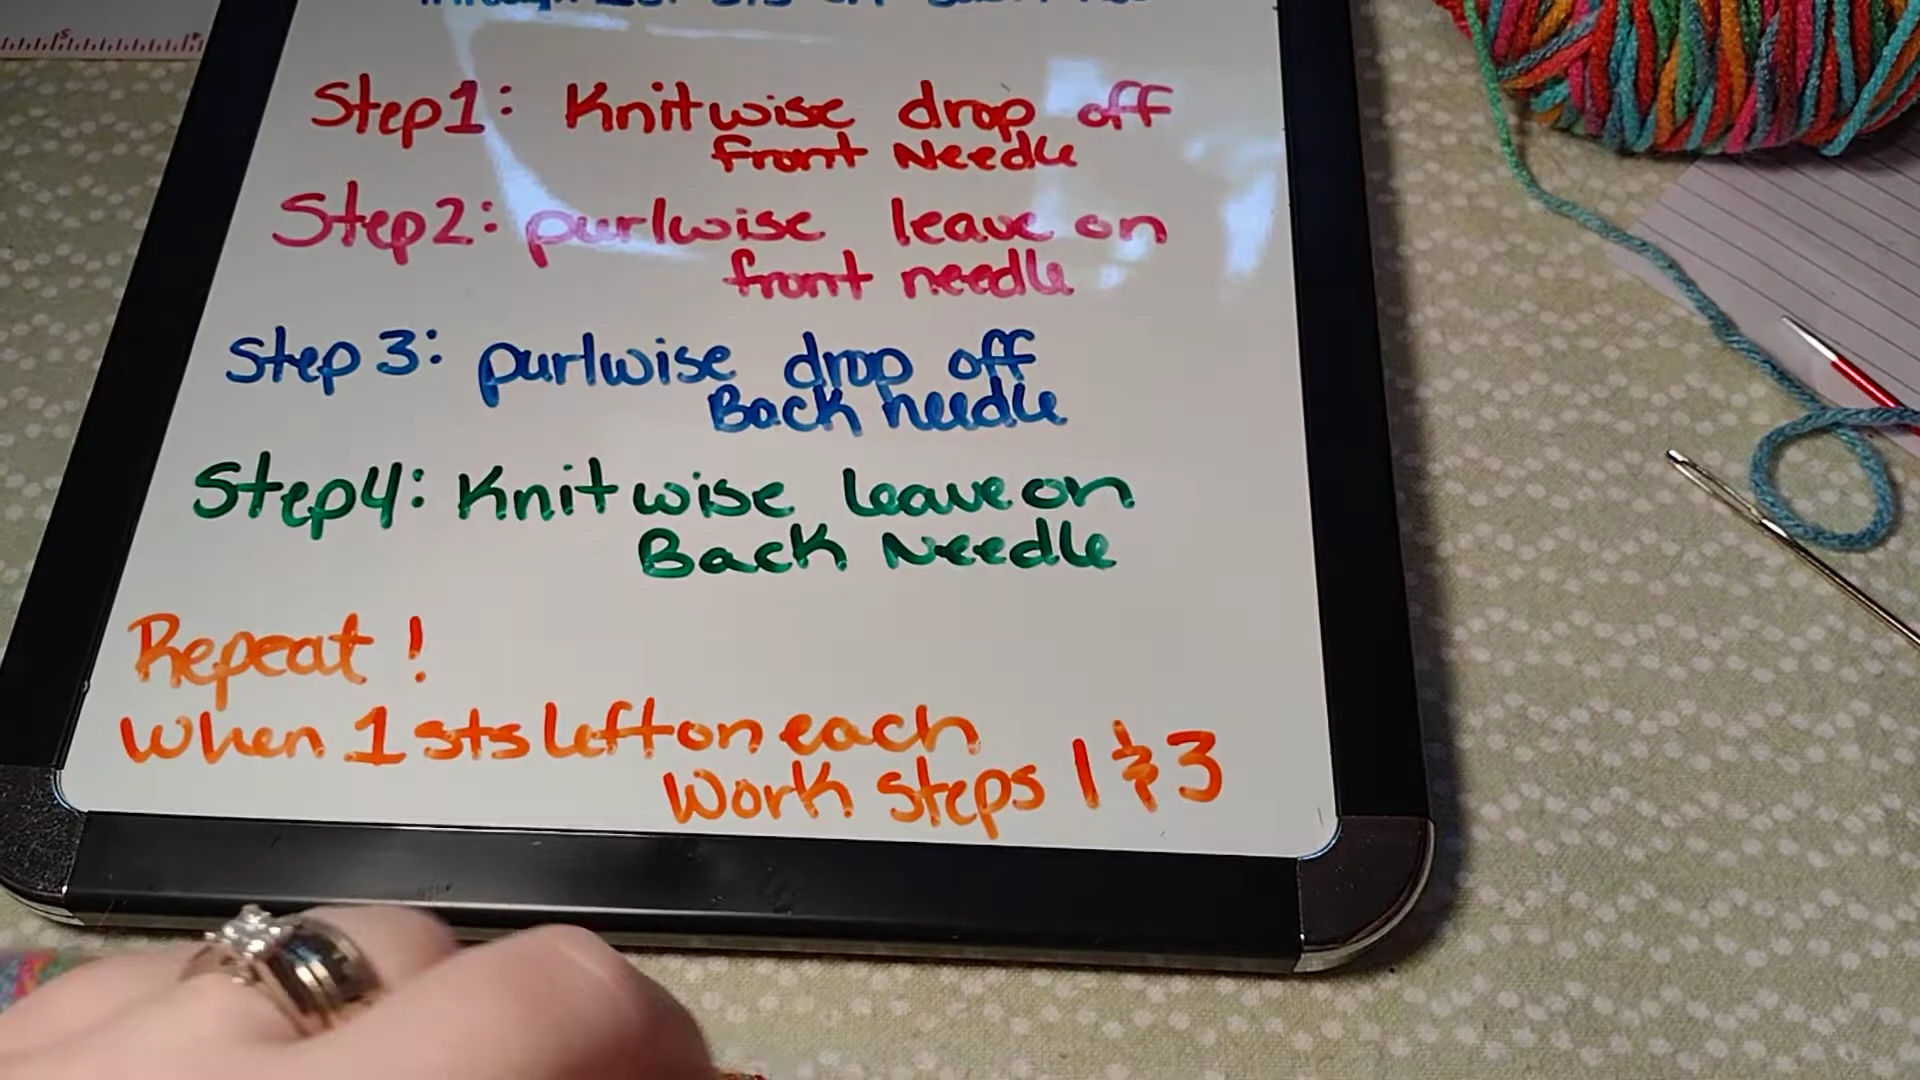 Step1: Knitwise drop off
front Needle
Step2: purlwise leave on
front needle
Step 3: purlwise drop off
Back needle
Step4: Knitwise leave on
Back Needle
Repeat!
When 1 sts left on each
Work steps 1 & 3